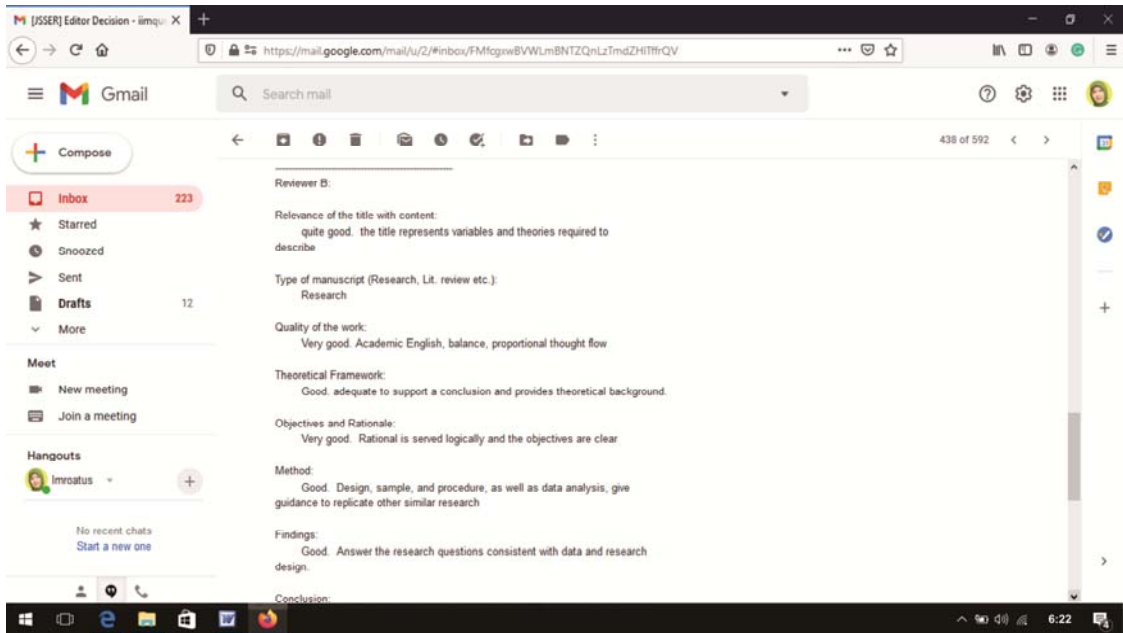 [JSSER] Editor Decision - iimqu
https://mail.google.com/mail/u/2/#inbox/FMfcgxwBVWLmBNTZQnLzTmdZHlTffrQV
Gmail
Search mail
Compose
438 of 592
Inbox 223
Starred
Snoozed
Sent
Drafts 12
More
Meet
New meeting
Join a meeting
Hangouts
Imroatus
No recent chats
Start a new one
Reviewer B:
Relevance of the title with content:
quite good. the title represents variables and theories required to
describe
Type of manuscript (Research, Lit. review etc.):
Research
Quality of the work:
Very good. Academic English, balance, proportional thought flow
Theoretical Framework:
Good. adequate to support a conclusion and provides theoretical background.
Objectives and Rationale:
Very good. Rational is served logically and the objectives are clear
Method:
Good. Design, sample, and procedure, as well as data analysis, give
guidance to replicate other similar research
Findings:
Good. Answer the research questions consistent with data and research
design.
Conclusion:
6:22